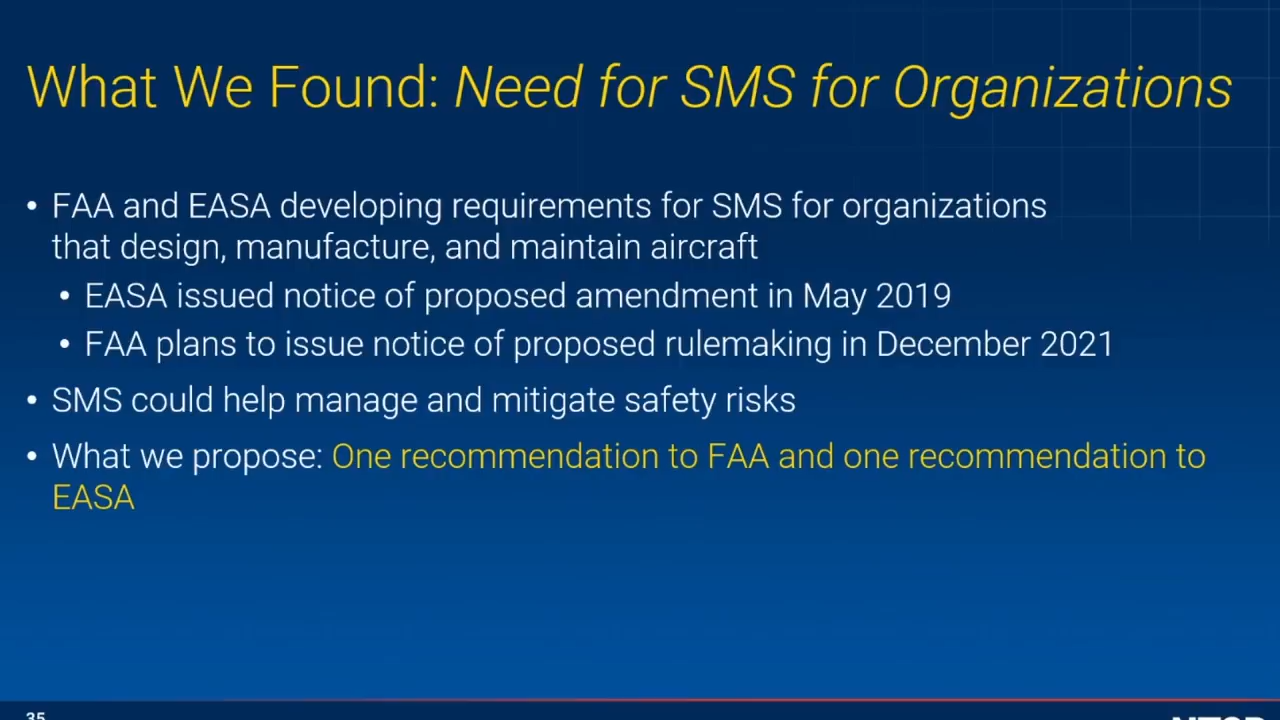 What We Found: Need for SMS for Organizations
• FAA and EASA developing requirements for SMS for organizations
that design, manufacture, and maintain aircraft
• EASA issued notice of proposed amendment in May 2019
• FAA plans to issue notice of proposed rulemaking in December 2021
• SMS could help manage and mitigate safety risks
• What we propose: One recommendation to FAA and one recommendation to
EASA
35
NTSB